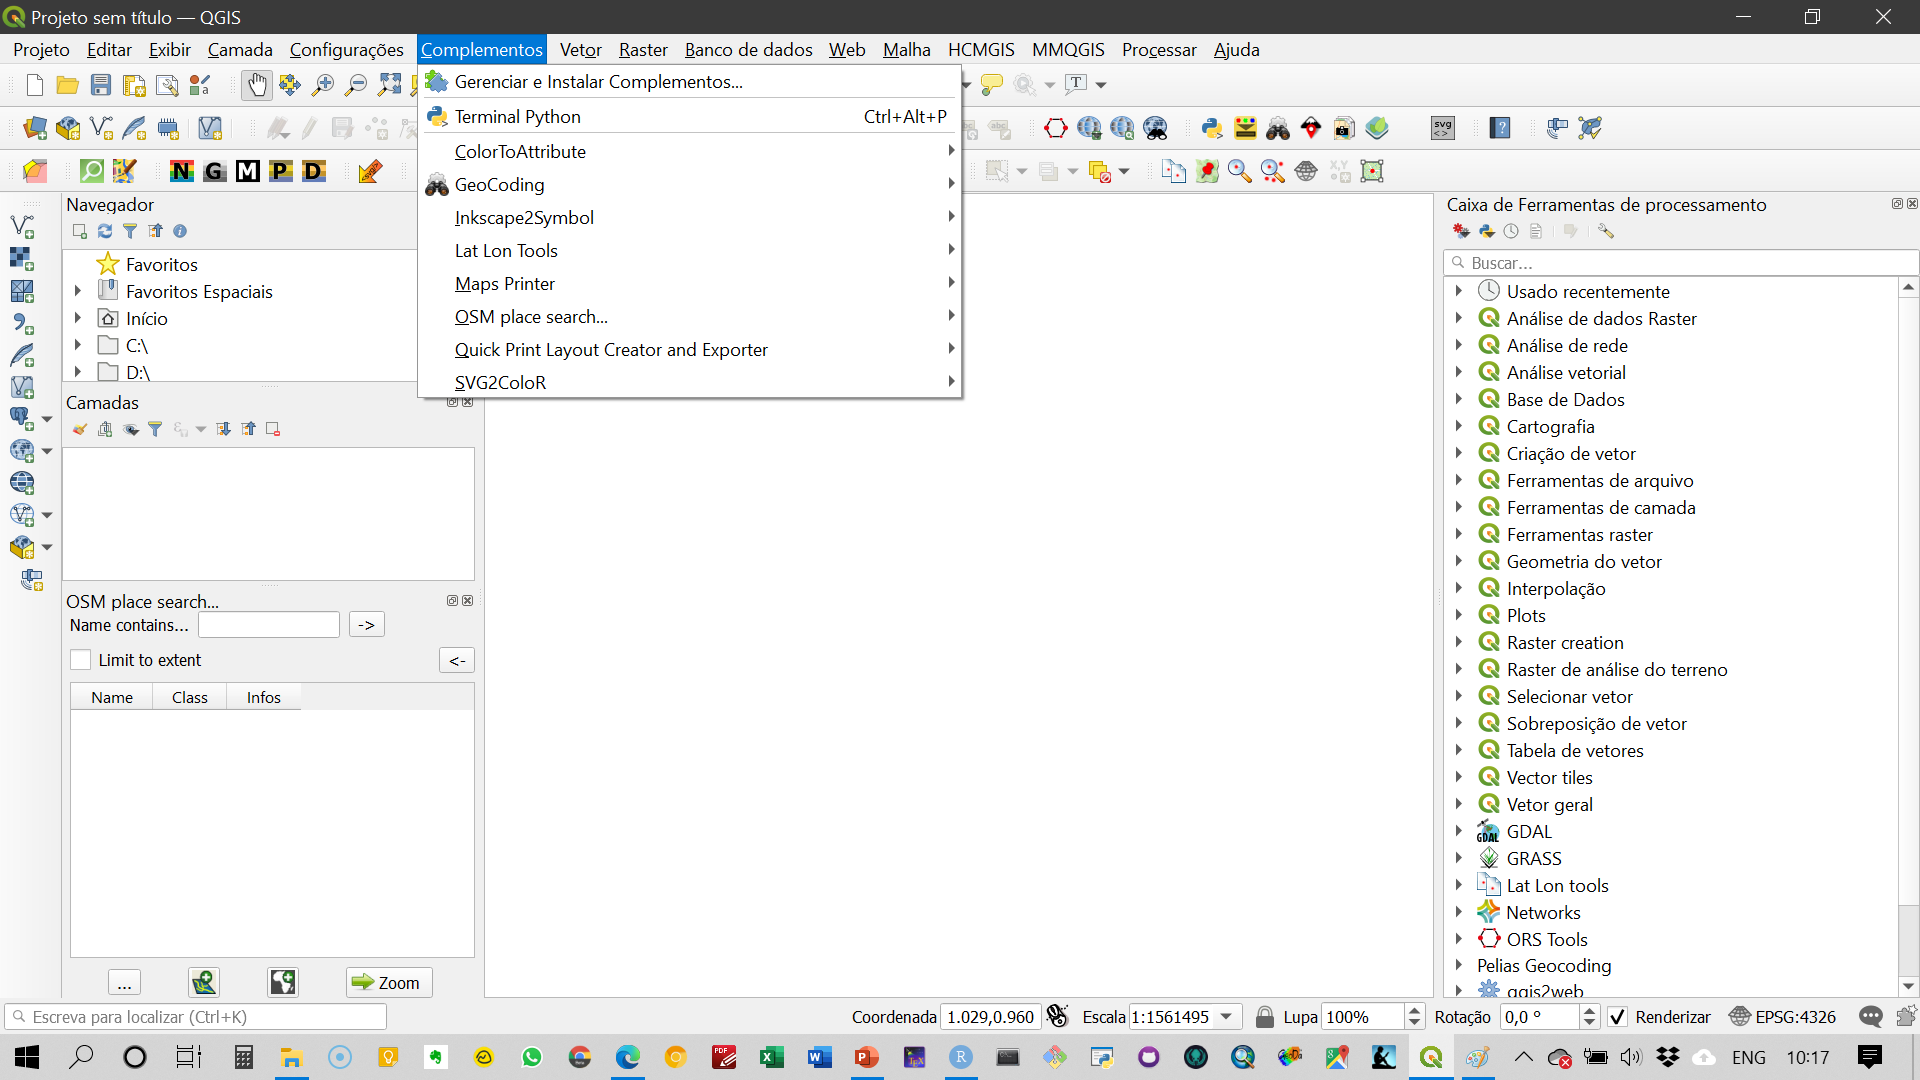 Projeto sem título — QGIS
Projeto Editar Exibir Camada Configurações Complementos Vetor Raster Banco de dados Web Malha HCMGIS MMQGIS Processar Ajuda
Gerenciar e Instalar Complementos...
Terminal Python Ctrl+Alt+P
ColorToAttribute
GeoCoding
Inkscape2Symbol
Lat Lon Tools
Maps Printer
OSM place search...
Quick Print Layout Creator and Exporter
SVG2ColoR
svg
N G M P D
Navegador
Favoritos
Favoritos Espaciais
Início
C:\
D:\
Camadas
OSM place search...
Name contains... ->
Limit to extent <-
Name Class Infos
... Zoom
Caixa de Ferramentas de processamento
Buscar...
Usado recentemente
Análise de dados Raster
Análise de rede
Análise vetorial
Base de Dados
Cartografia
Criação de vetor
Ferramentas de arquivo
Ferramentas de camada
Ferramentas raster
Geometria do vetor
Interpolação
Plots
Raster creation
Raster de análise do terreno
Selecionar vetor
Sobreposição de vetor
Tabela de vetores
Vector tiles
Vetor geral
GDAL
GRASS
Lat Lon tools
Networks
ORS Tools
Pelias Geocoding
qgis2web
Escreva para localizar (Ctrl+K) Coordenada 1.029,0.960 Escala 1:1561495 Lupa 100% Rotação 0,0 ° Renderizar EPSG:4326
ENG 10:17